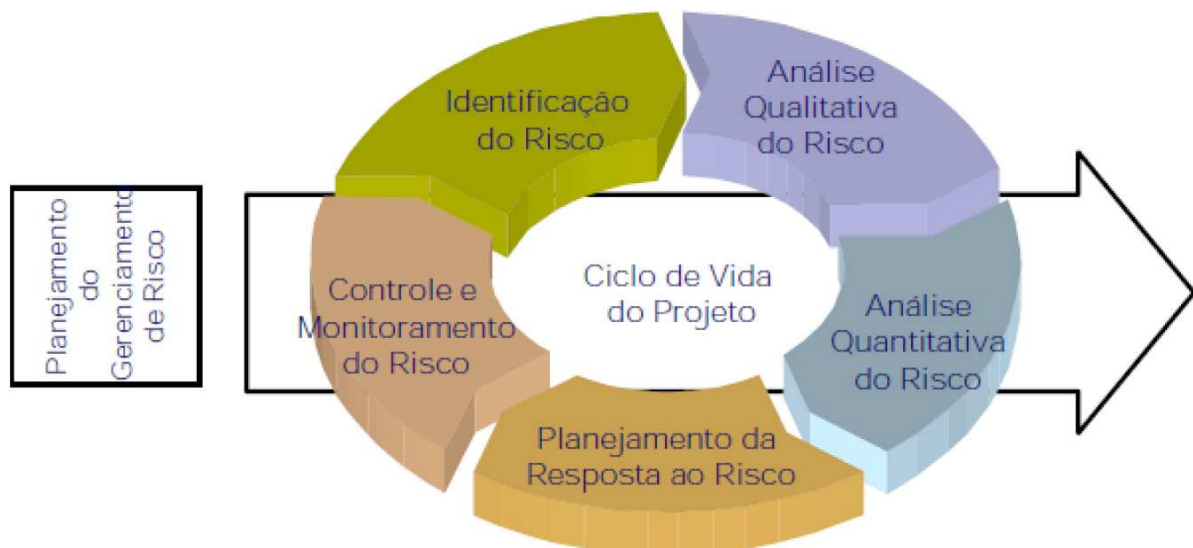 Planejamento
do
Gerenciamento
de Risco
Identificação
do Risco
Análise
Qualitativa
do Risco
Controle e
Monitoramento
do Risco
Ciclo de Vida
do Projeto
Análise
Quantitativa
do Risco
Planejamento da
Resposta ao Risco